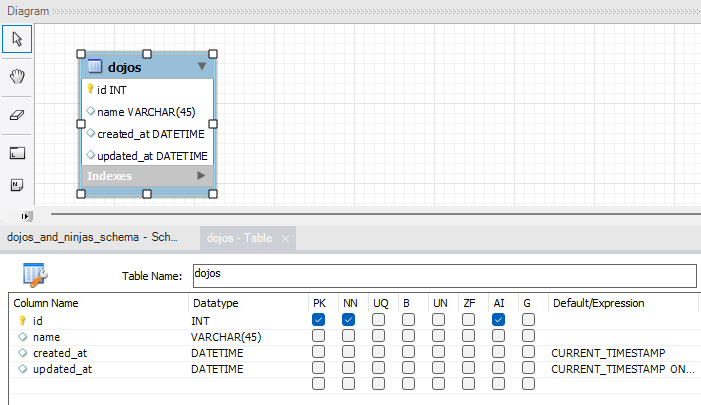 Diagram
dojos
id INT
name VARCHAR(45)
created_at DATETIME
updated_at DATETIME
Indexes
dojos_and_ninjas_schema - Sch...
dojos - Table
Table Name: dojos
Column Name Datatype PK NN UQ B UN ZF AI G Default/Expression
id INT
name VARCHAR(45)
created_at DATETIME CURRENT_TIMESTAMP
updated_at DATETIME CURRENT_TIMESTAMP ON...